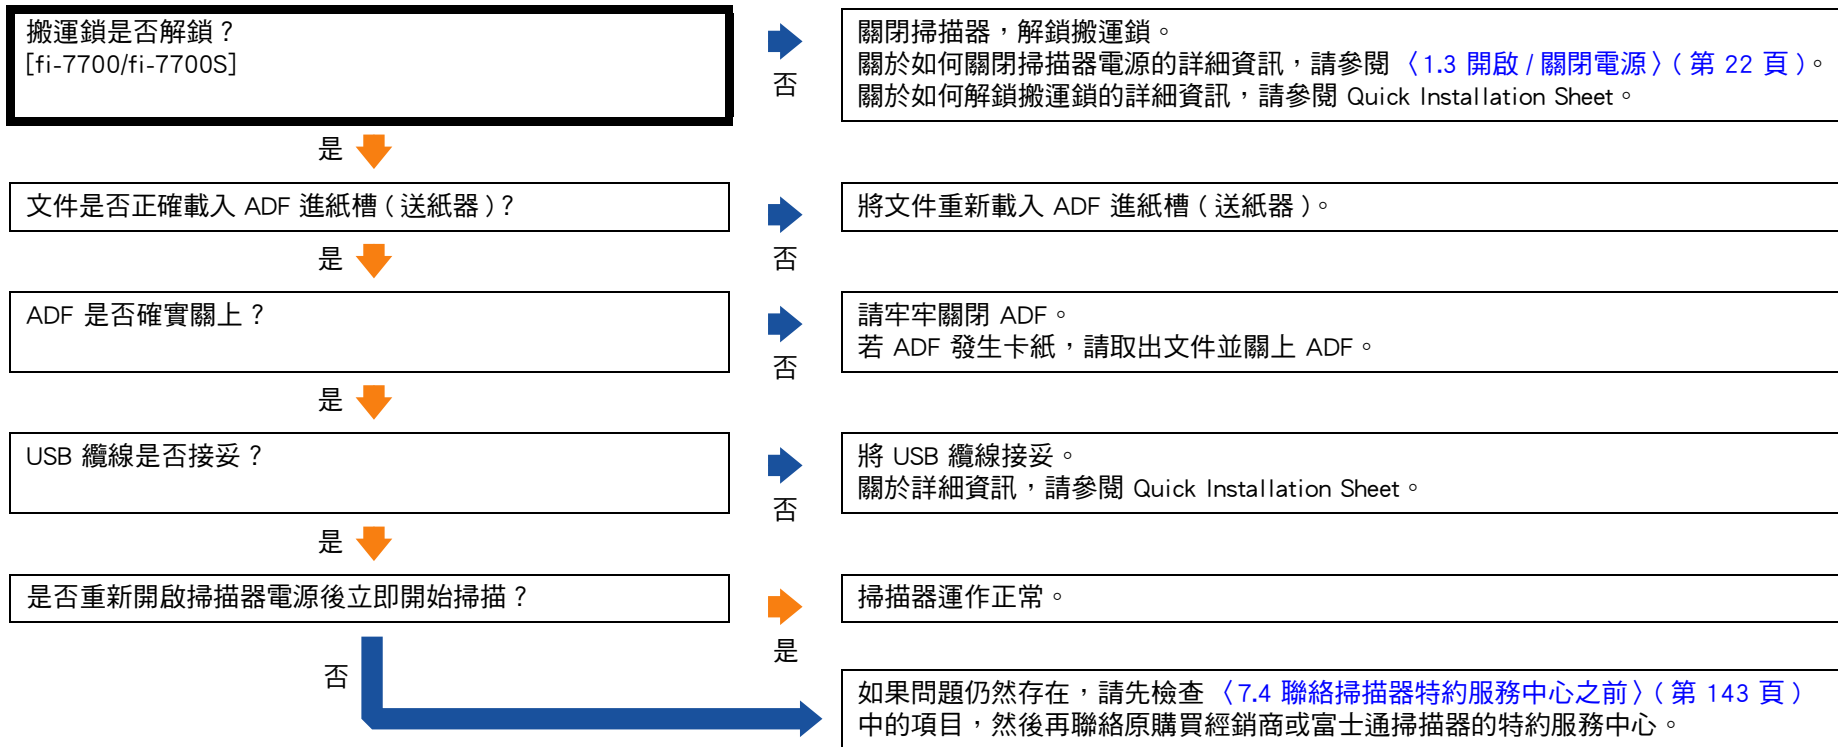 搬運鎖是否解鎖？
[fi-7700/fi-7700S]
否
關閉掃描器，解鎖搬運鎖。
關於如何關閉掃描器電源的詳細資訊，請參閱〈1.3 開啟 / 關閉電源〉( 第 22 頁 )。
關於如何解鎖搬運鎖的詳細資訊，請參閱 Quick Installation Sheet。
是
文件是否正確載入 ADF 進紙槽 ( 送紙器 )？
否
將文件重新載入 ADF 進紙槽 ( 送紙器 )。
是
ADF 是否確實關上？
否
請牢牢關閉 ADF。
若 ADF 發生卡紙，請取出文件並關上 ADF。
是
USB 纜線是否接妥？
否
將 USB 纜線接妥。
關於詳細資訊，請參閱 Quick Installation Sheet。
是
是否重新開啟掃描器電源後立即開始掃描？
是
掃描器運作正常。
否
如果問題仍然存在，請先檢查〈7.4 聯絡掃描器特約服務中心之前〉( 第 143 頁 )
中的項目，然後再聯絡原購買經銷商或富士通掃描器的特約服務中心。